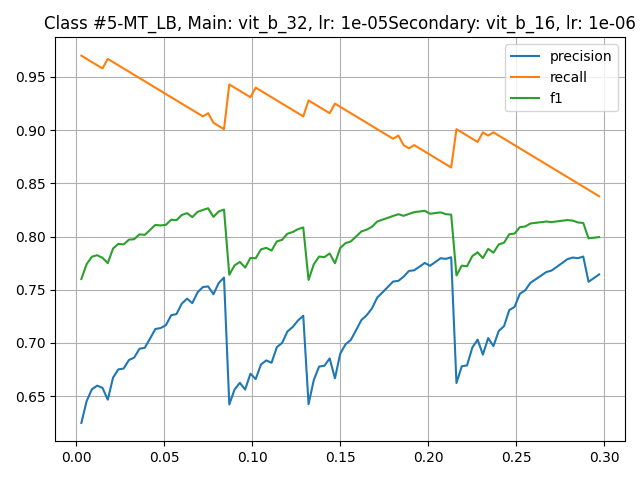 Class #5-MT_LB, Main: vit_b_32, lr: 1e-05Secondary: vit_b_16, lr: 1e-06
precision
recall
f1
0.95
0.90
0.85
0.80
0.75
0.70
0.65
0.00 0.05 0.10 0.15 0.20 0.25 0.30